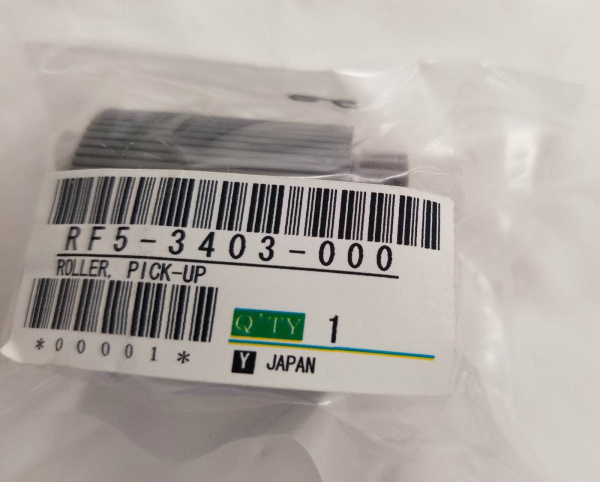 RF5-3403-000
ROLLER, PICK-UP
Q'TY 1
*00001*
Y JAPAN